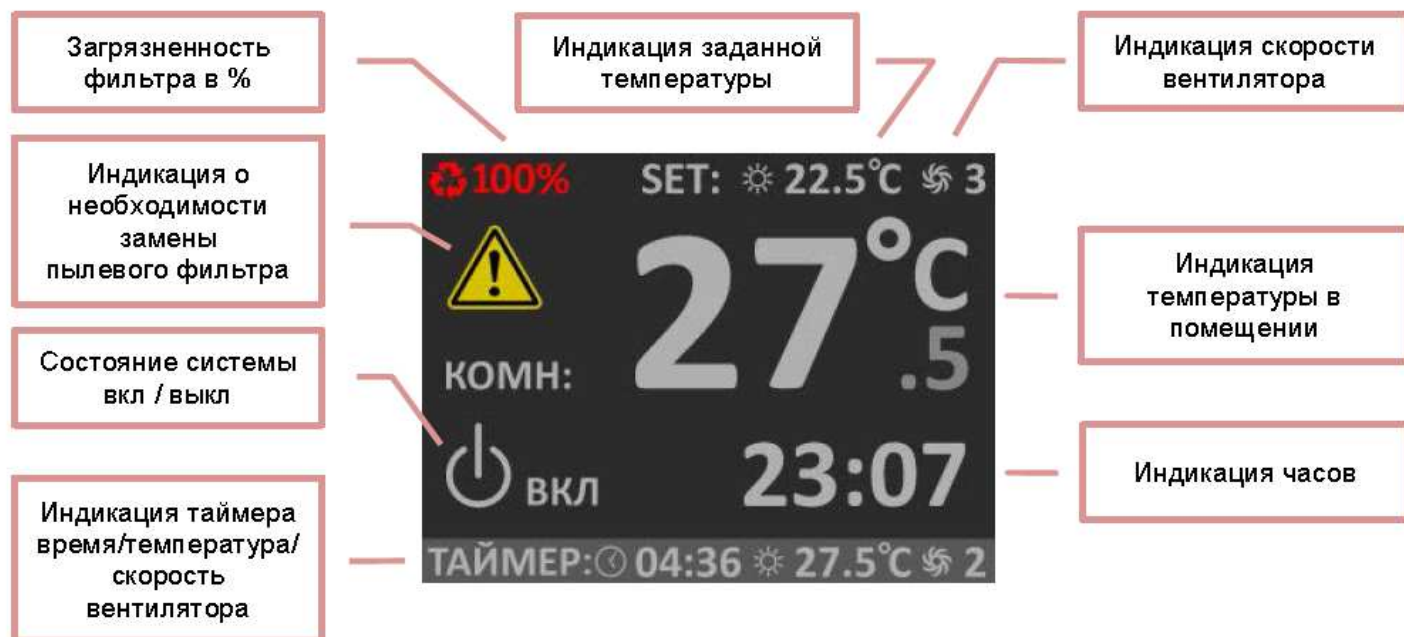 Загрязненность
фильтра в %
Индикация заданной
температуры
Индикация скорости
вентилятора
Индикация о
необходимости
замены
пылевого фильтра
Состояние системы
вкл / выкл
Индикация таймера
время/температура/
скорость
вентилятора
100% SET: 22.5°C 3
27°C
.5
КОМН:
ВКЛ 23:07
ТАЙМЕР: 04:36 27.5°C 2
Индикация
температуры в
помещении
Индикация часов